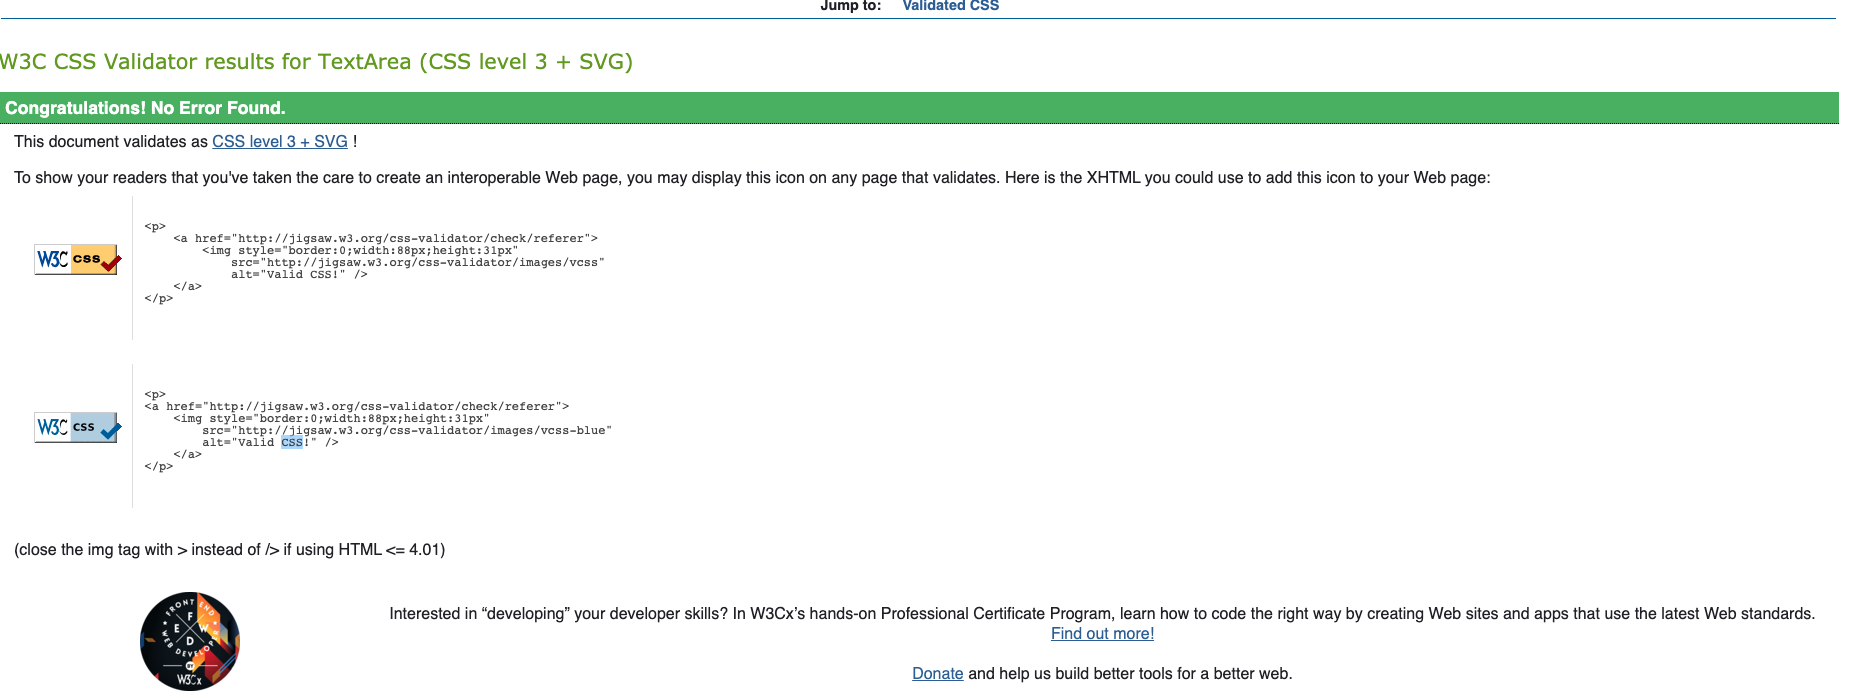 Jump to: Validated CSS
W3C CSS Validator results for TextArea (CSS level 3 + SVG)
Congratulations! No Error Found.
This document validates as CSS level 3 + SVG !
To show your readers that you've taken the care to create an interoperable Web page, you may display this icon on any page that validates. Here is the XHTML you could use to add this icon to your Web page:
W3C css
<p>
<a href="http://jigsaw.w3.org/css-validator/check/referer">
<img style="border:0;width:88px;height:31px"
src="http://jigsaw.w3.org/css-validator/images/vcss"
alt="Valid CSS!" />
</a>
</p>
W3C css
<p>
<a href="http://jigsaw.w3.org/css-validator/check/referer">
<img style="border:0;width:88px;height:31px"
src="http://jigsaw.w3.org/css-validator/images/vcss-blue"
alt="Valid CSS!" />
</a>
</p>
(close the img tag with > instead of /> if using HTML <= 4.01)
FRONT END
WEB DEVELOPER
F E W D
BY
W3Cx
Interested in “developing” your developer skills? In W3Cx’s hands-on Professional Certificate Program, learn how to code the right way by creating Web sites and apps that use the latest Web standards.
Find out more!
Donate and help us build better tools for a better web.